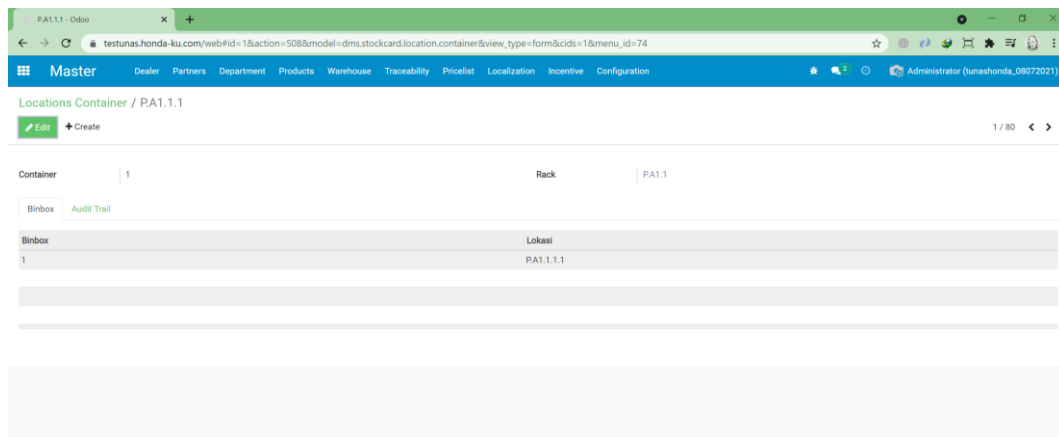 P.A1.1.1 - Odoo
testunas.honda-ku.com/web#id=1&action=508&model=dms.stockcard.location.container&view_type=form&cids=1&menu_id=74
Master Dealer Partners Department Products Warehouse Traceability Pricelist Localization Incentive Configuration 2 Administrator (tunashonda_08072021)
Locations Container / P.A1.1.1
Edit + Create 1 / 80
Container 1 Rack P.A1.1
Binbox Audit Trail
Binbox Lokasi
1 P.A1.1.1.1